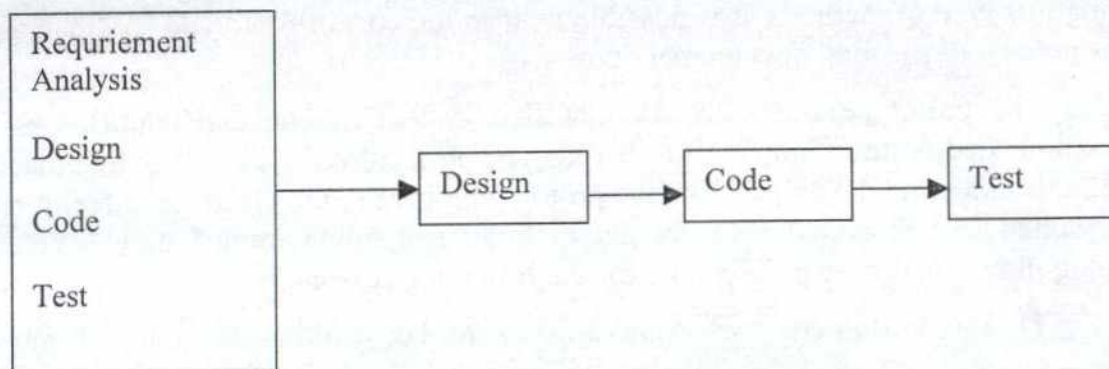 Requriement
Analysis
Design
Code
Test
Design
Code
Test